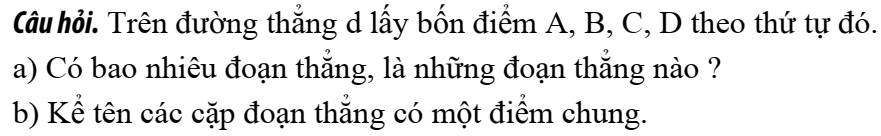 Câu hỏi. Trên đường thẳng d lấy bốn điểm A, B, C, D theo thứ tự đó.
a) Có bao nhiêu đoạn thẳng, là những đoạn thẳng nào ?
b) Kể tên các cặp đoạn thẳng có một điểm chung.